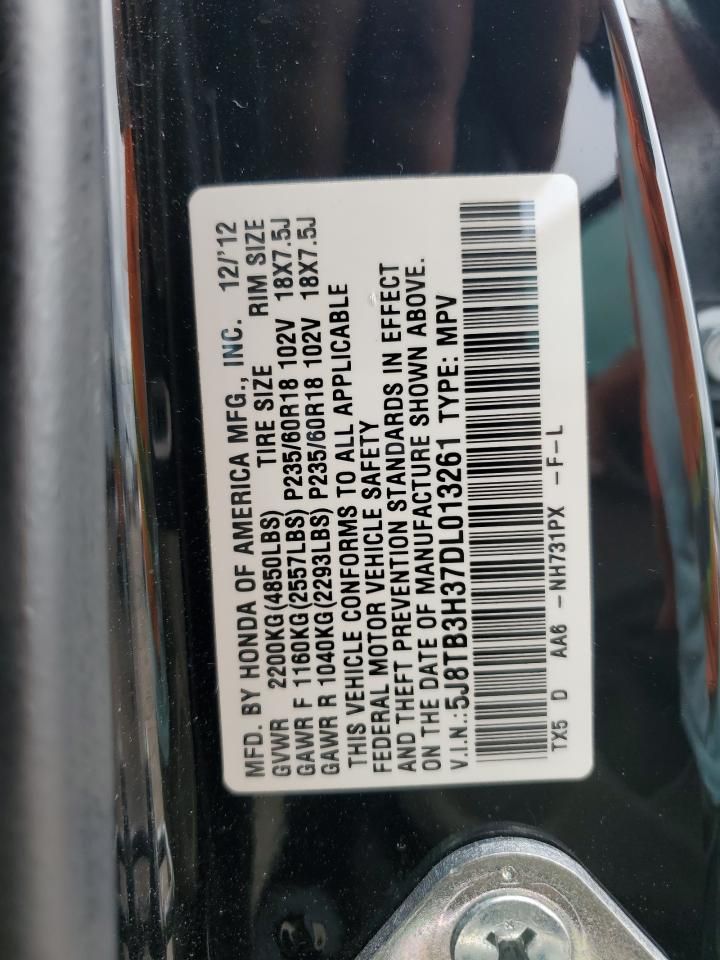 MFD. BY HONDA OF AMERICA MFG., INC. 12/'12
GVWR 2200KG(4850LBS) TIRE SIZE RIM SIZE
GAWR F 1160KG(2557LBS) P235/60R18 102V 18X7.5J
GAWR R 1040KG(2293LBS) P235/60R18 102V 18X7.5J
THIS VEHICLE CONFORMS TO ALL APPLICABLE
FEDERAL MOTOR VEHICLE SAFETY
AND THEFT PREVENTION STANDARDS IN EFFECT
ON THE DATE OF MANUFACTURE SHOWN ABOVE.
V.I.N.:5J8TB3H37DL013261 TYPE: MPV
TX5 D AA6 -NH731PX -F-L